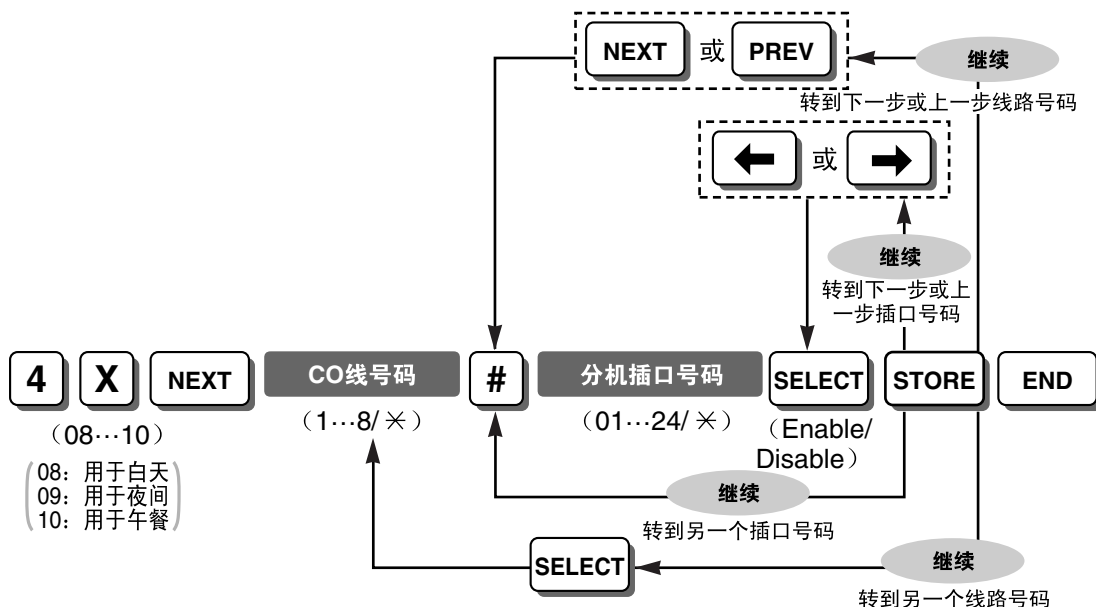 NEXT 或 PREV
继续
转到下一步或上一步线路号码
或
继续
转到下一步或上
一步插口号码
4 X NEXT CO线号码 # 分机插口号码 SELECT STORE END
（08…10）
（1…8/＊）
（01…24/＊）
（Enable/
Disable）
08：用于白天
09：用于夜间
10：用于午餐
继续
转到另一个插口号码
SELECT
继续
转到另一个线路号码